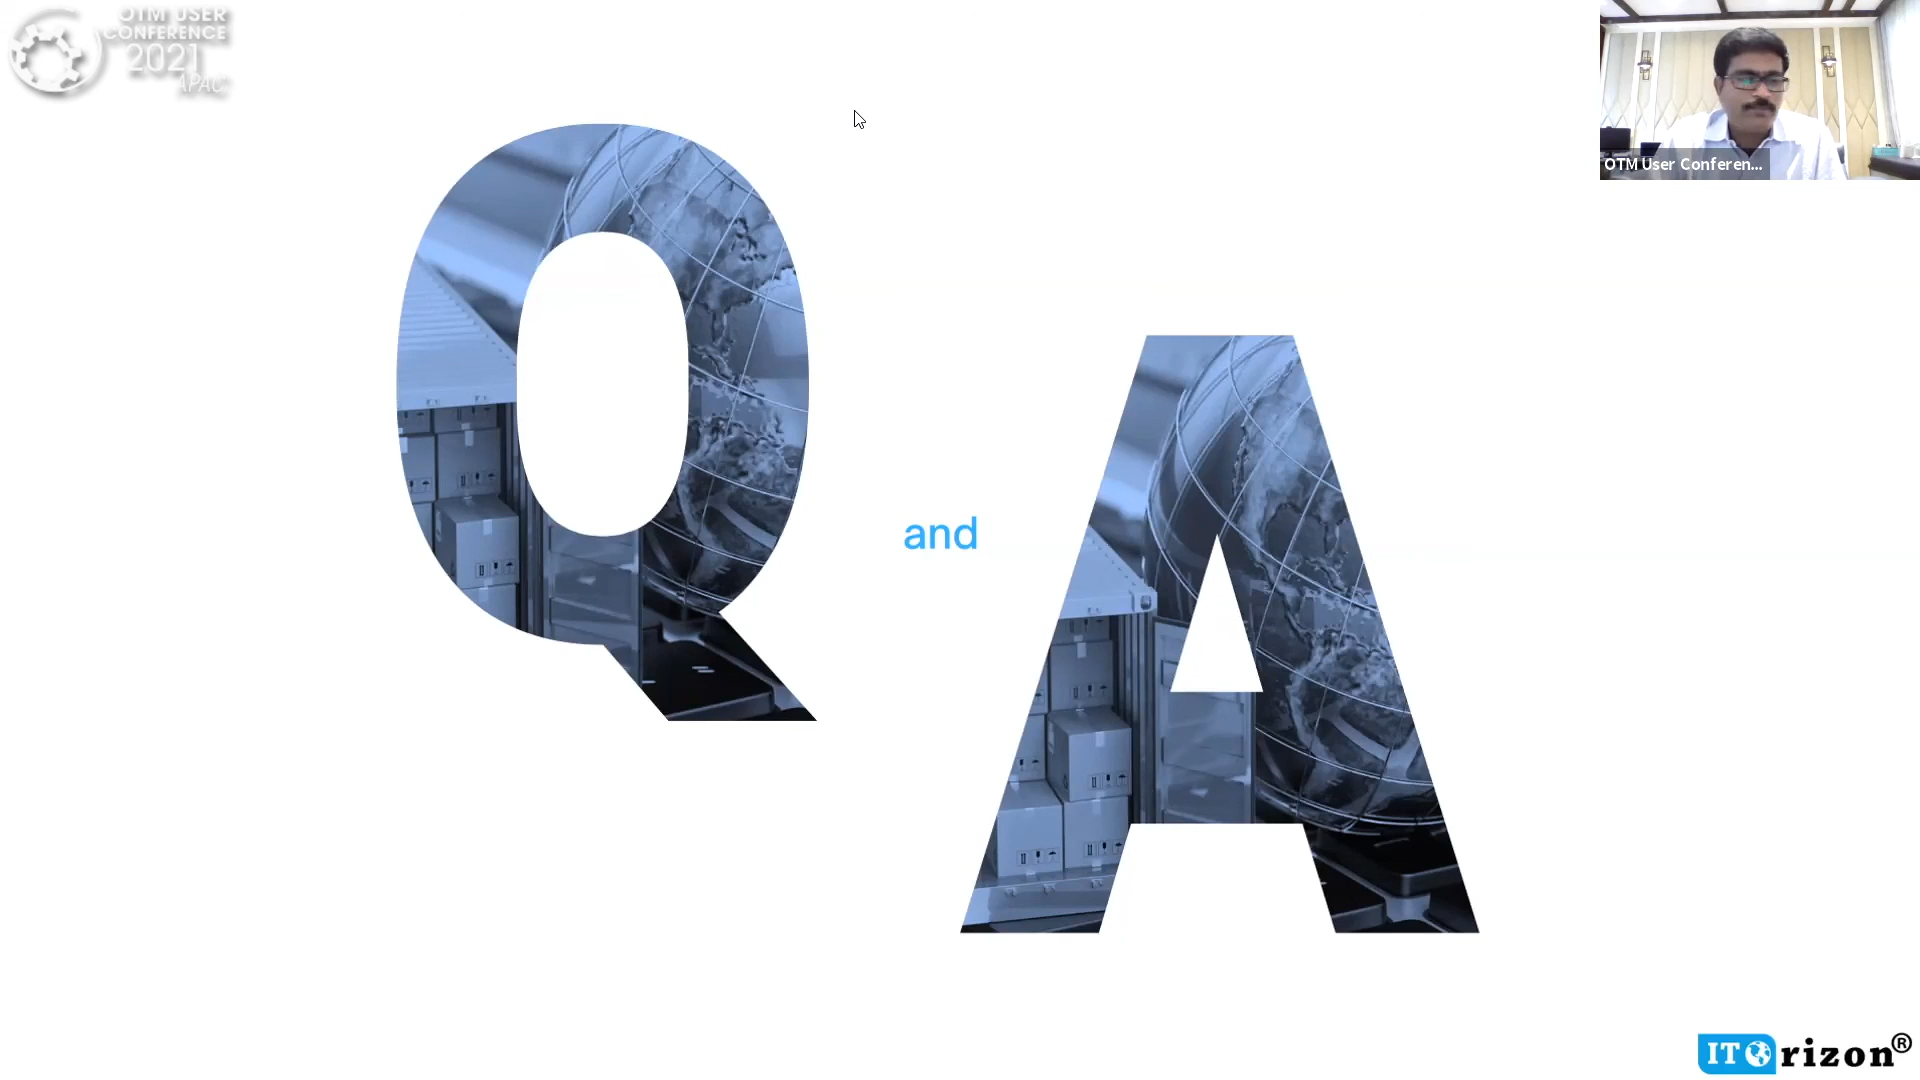 OTM USER
CONFERENCE
2021
APAC
OTM User Conferen...
Q
and
A
ITOrizon®